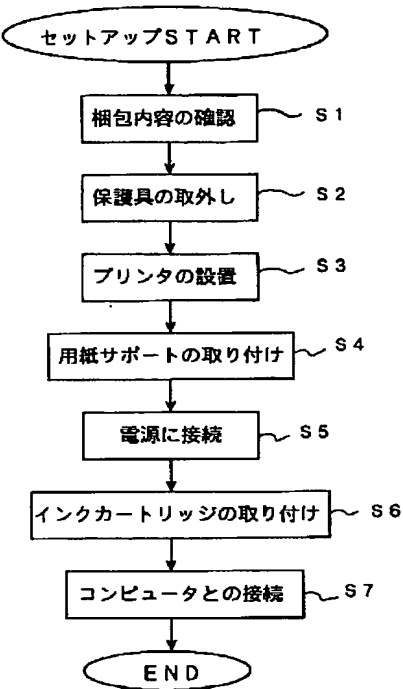 セットアップSTART
梱包内容の確認 S1
保護具の取外し S2
プリンタの設置 S3
用紙サポートの取り付け S4
電源に接続 S5
インクカートリッジの取り付け S6
コンピュータとの接続 S7
END